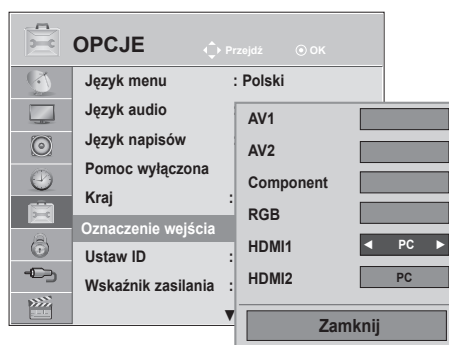 OPCJE Przejdź OK
Język menu : Polski
Język audio :
Język napisów :
Pomoc wyłączona
Kraj :
Oznaczenie wejścia
Ustaw ID :
Wskaźnik zasilania :
AV1
AV2
Component
RGB
HDMI1 ◄ PC ►
HDMI2 PC
Zamknij